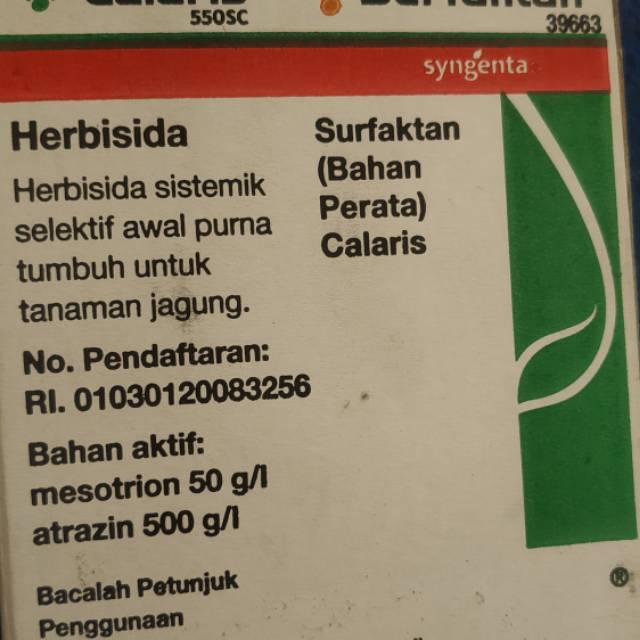 550SC
39663
syngenta
Herbisida
Herbisida sistemik
selektif awal purna
tumbuh untuk
tanaman jagung.
Surfaktan
(Bahan
Perata)
Calaris
No. Pendaftaran:
RI. 01030120083256
Bahan aktif:
mesotrion 50 g/l
atrazin 500 g/l
®
Bacalah Petunjuk
Penggunaan